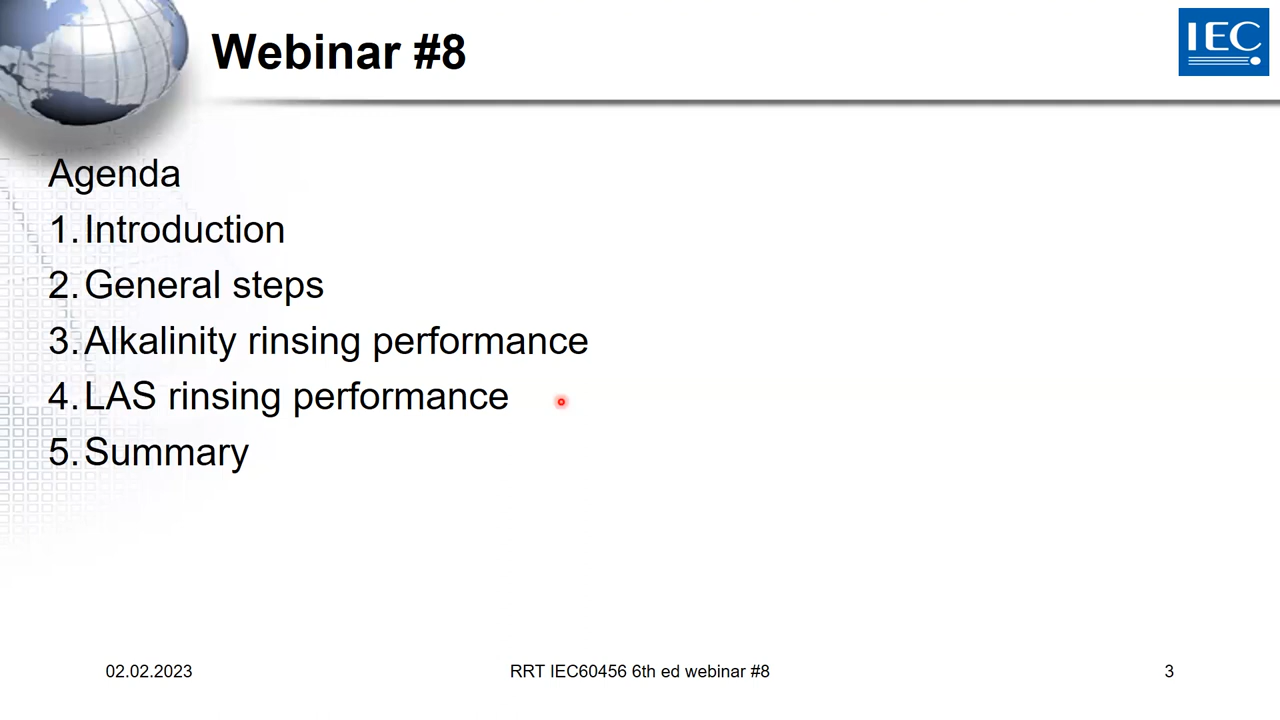 Webinar #8
IEC
Agenda
1. Introduction
2. General steps
3. Alkalinity rinsing performance
4. LAS rinsing performance
5. Summary
02.02.2023
RRT IEC60456 6th ed webinar #8
3